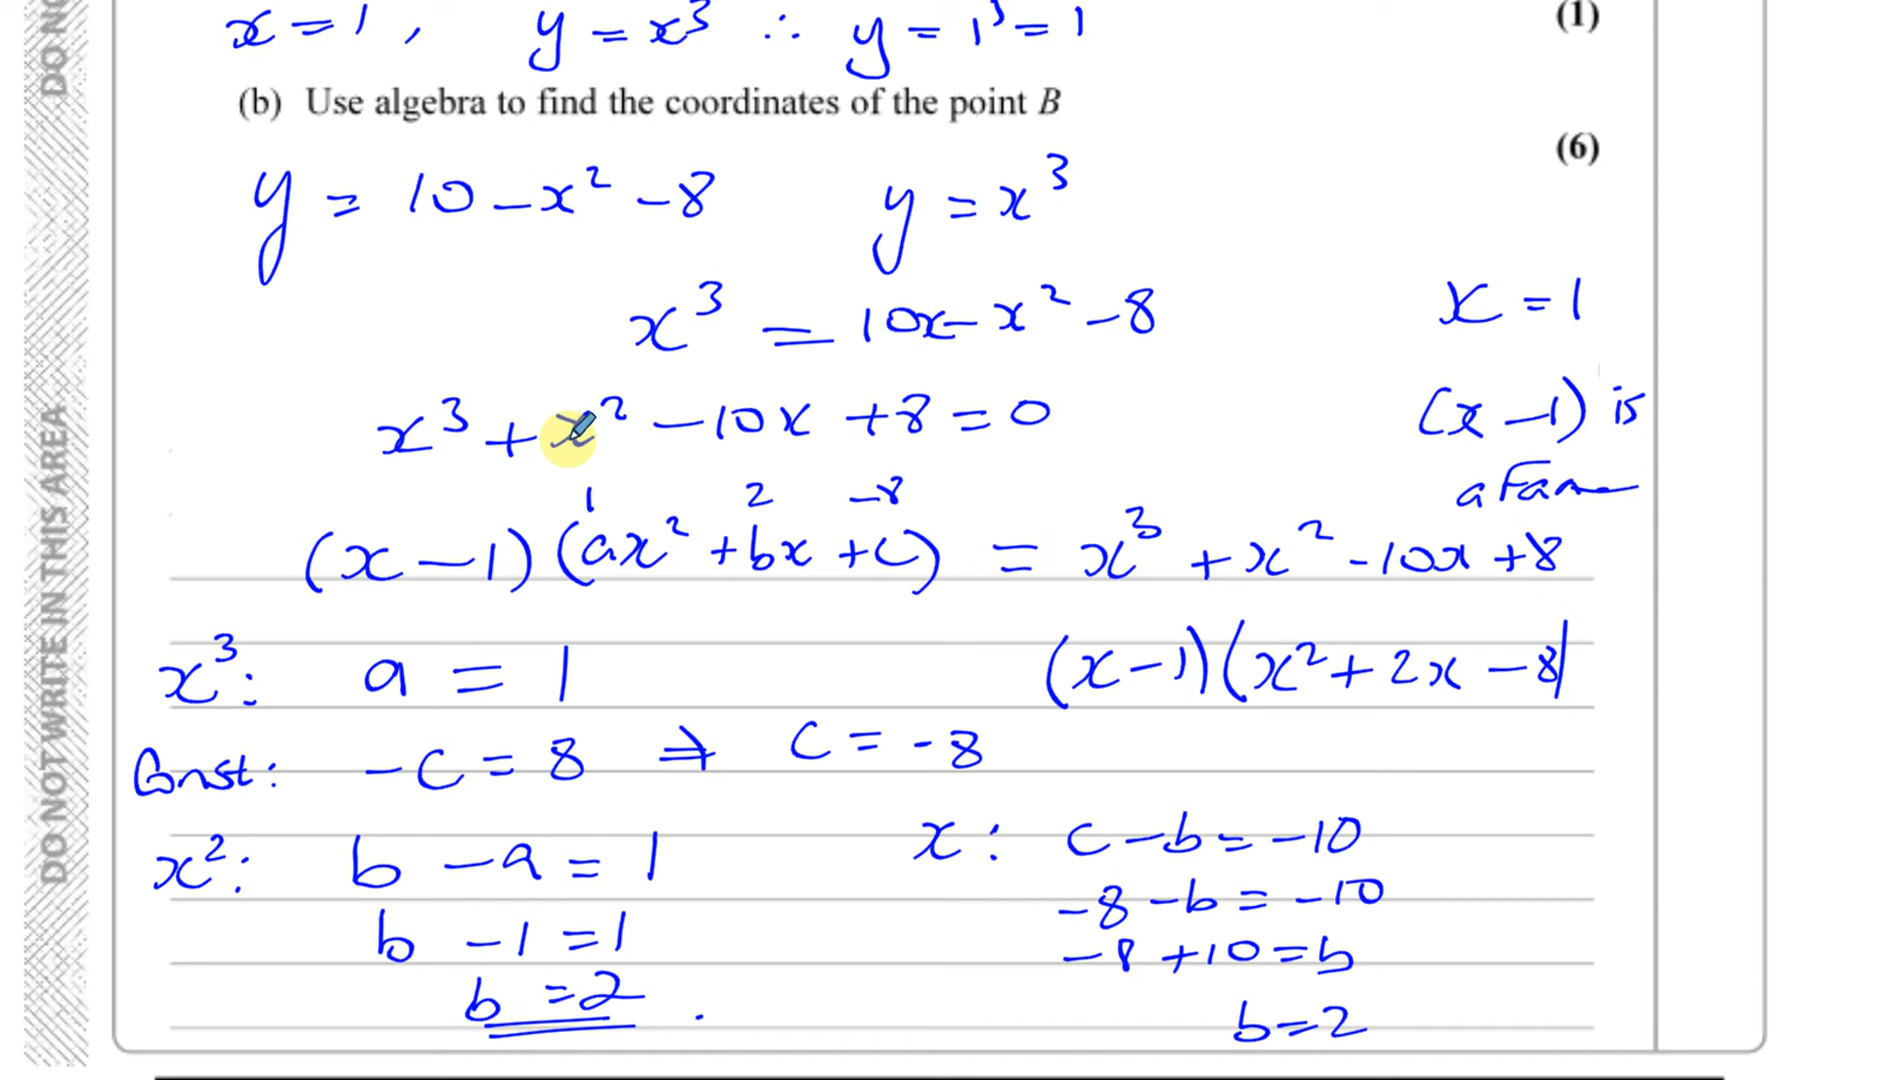 x = 1 , y = x³ ∴ y = 1³ = 1
(1)
(b) Use algebra to find the coordinates of the point B
(6)
y = 10 - x² - 8 y = x³
x³ = 10x - x² - 8 x = 1
x³ + x² - 10x + 8 = 0 (x - 1) is
1 2 -8 a
(x - 1)(ax² + bx + c) = x³ + x² - 10x + 8
x³: a = 1 (x - 1)(x² + 2x - 8)
Const: -c = 8 ⇒ c = -8
x²: b - a = 1 x: c - b = -10
-8 - b = -10
b - 1 = 1
-8 + 10 = b
b = 2 .
b = 2
DO NO
DO NOT WRITE IN THIS AREA